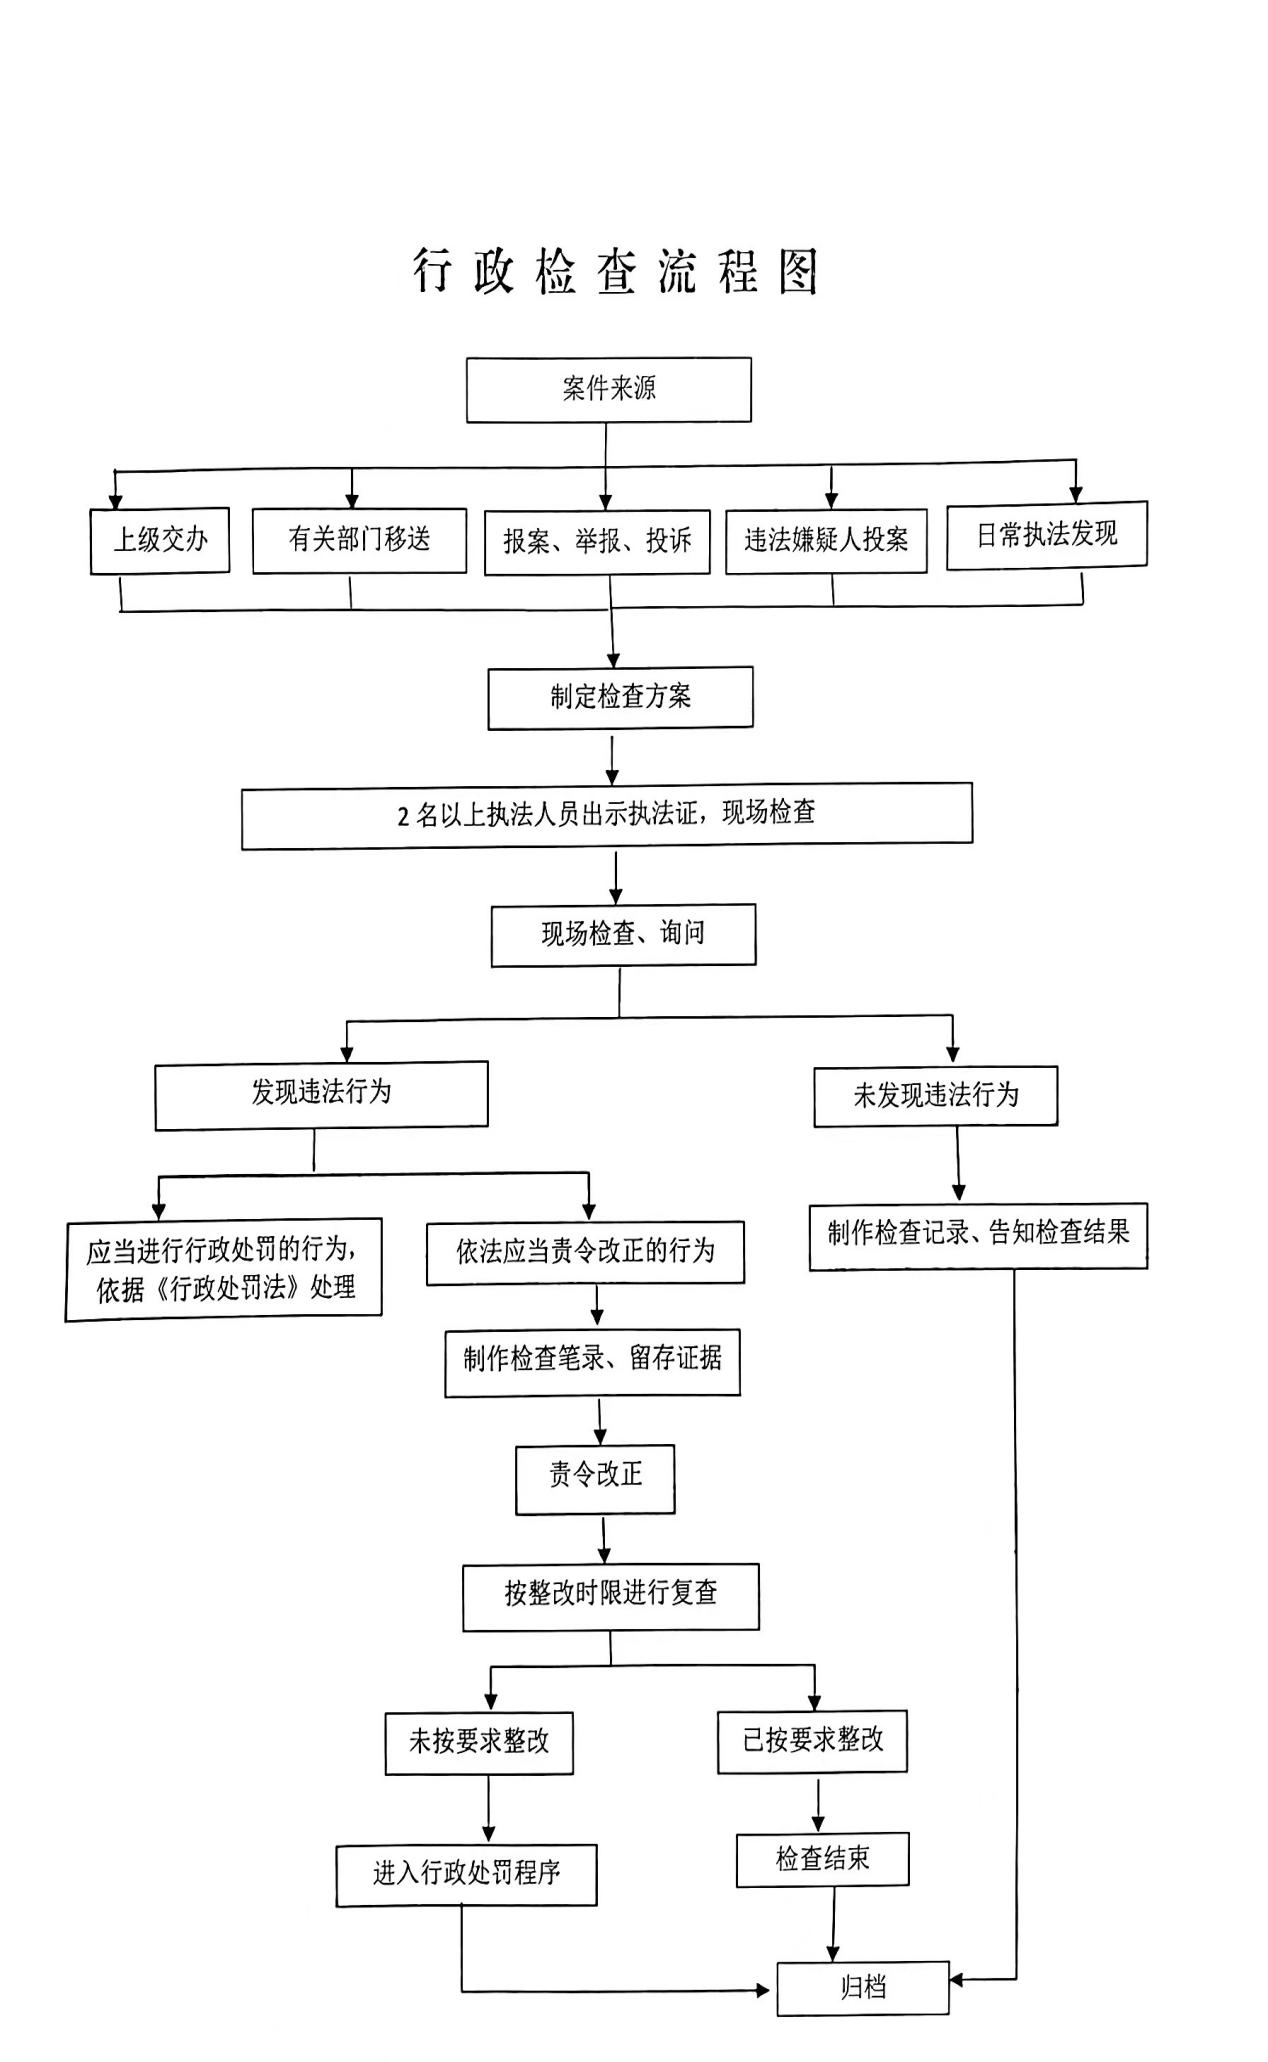 行政检查流程图
案件来源
上级交办
有关部门移送
报案、举报、投诉
违法嫌疑人投案
日常执法发现
制定检查方案
2名以上执法人员出示执法证，现场检查
现场检查、询问
发现违法行为
未发现违法行为
应当进行行政处罚的行为，
依据《行政处罚法》处理
依法应当责令改正的行为
制作检查记录、告知检查结果
制作检查笔录、留存证据
责令改正
按整改时限进行复查
未按要求整改
已按要求整改
进入行政处罚程序
检查结束
归档